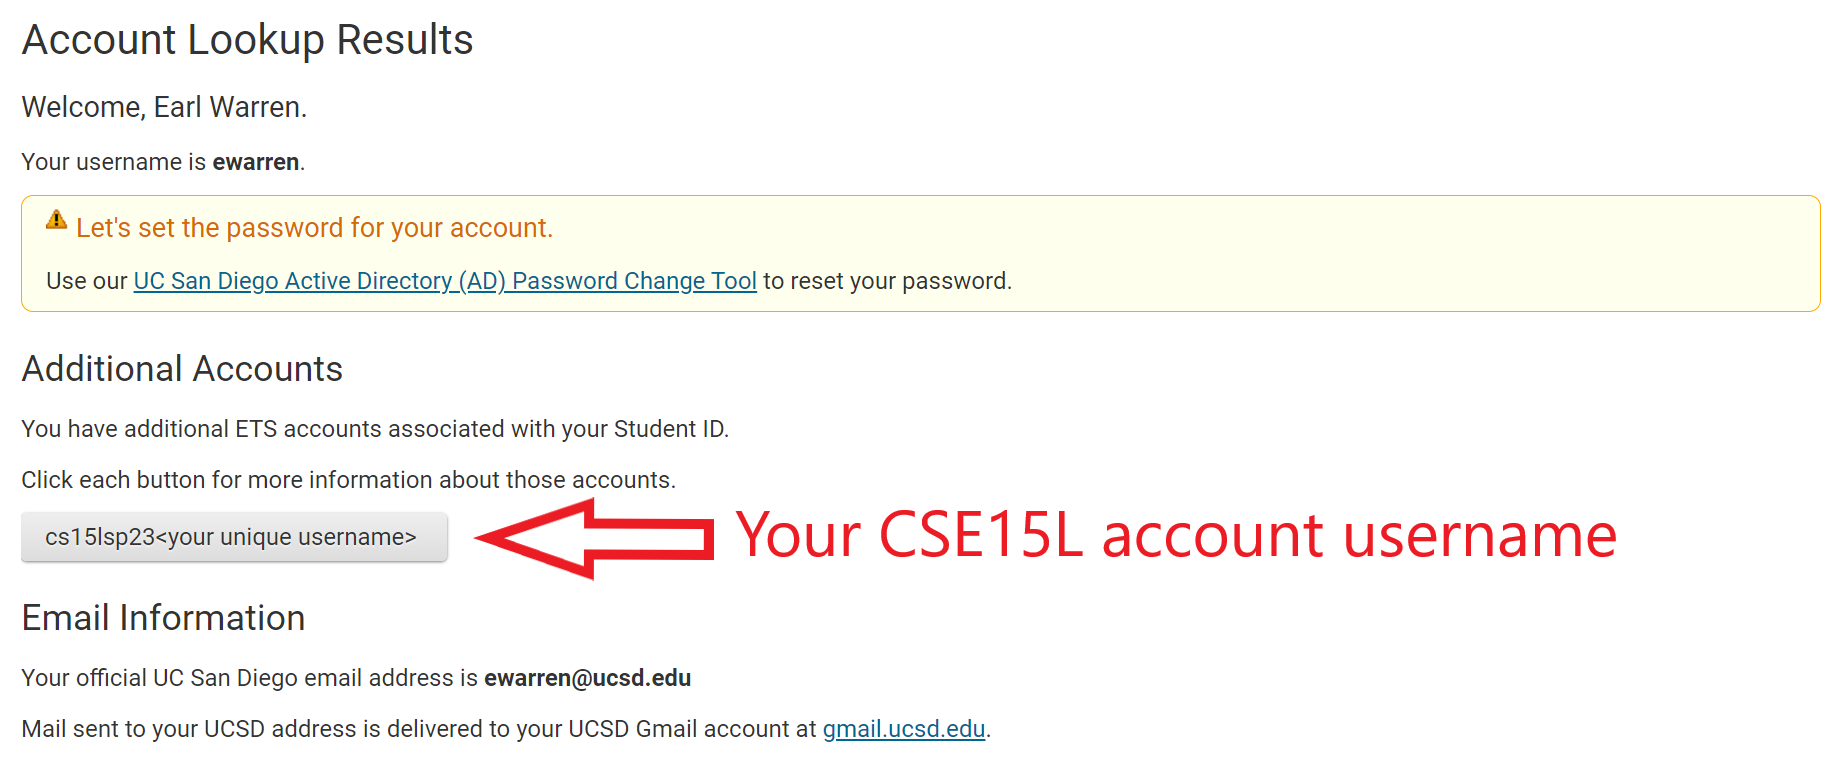 Account Lookup Results
Welcome, Earl Warren.
Your username is ewarren.
Let's set the password for your account.
Use our UC San Diego Active Directory (AD) Password Change Tool to reset your password.
Additional Accounts
You have additional ETS accounts associated with your Student ID.
Click each button for more information about those accounts.
cs15lsp23<your unique username>
Your CSE15L account username
Email Information
Your official UC San Diego email address is ewarren@ucsd.edu
Mail sent to your UCSD address is delivered to your UCSD Gmail account at gmail.ucsd.edu.